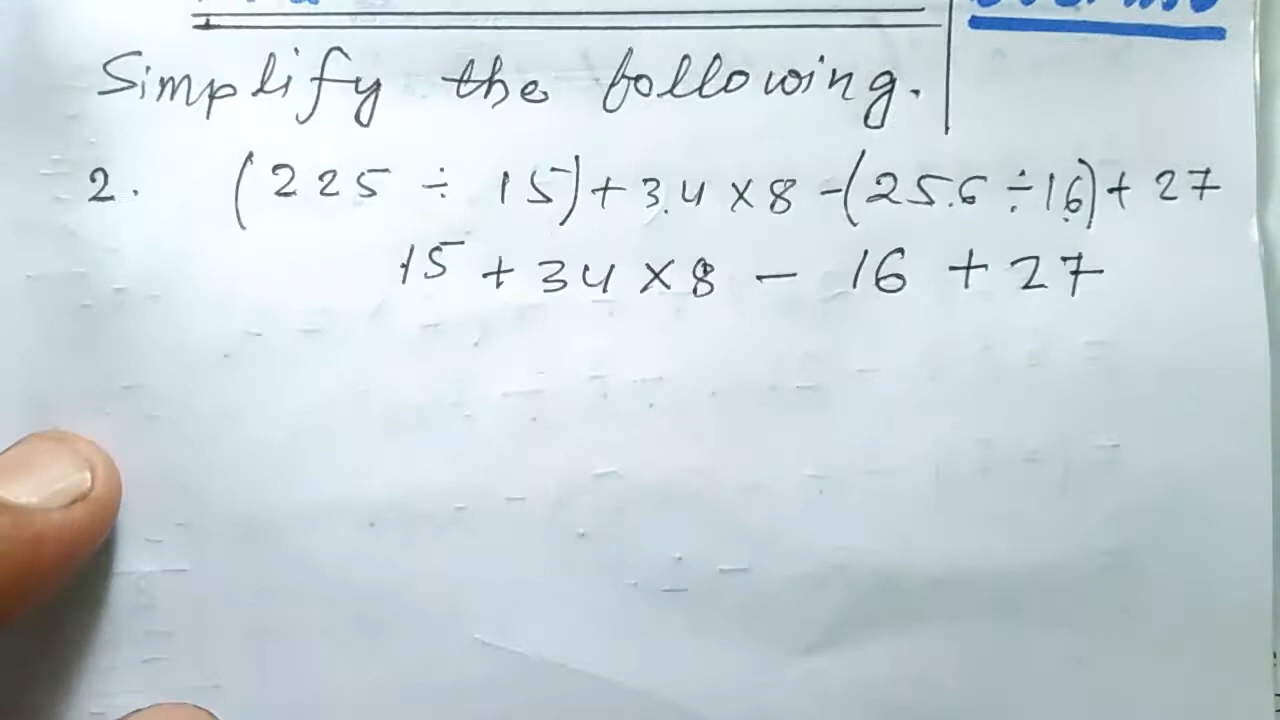 Simplify the following.
2. (225 ÷ 15) + 3.4 × 8 - (25.6 ÷ 16) + 27
15 + 34 × 8 - 16 + 27